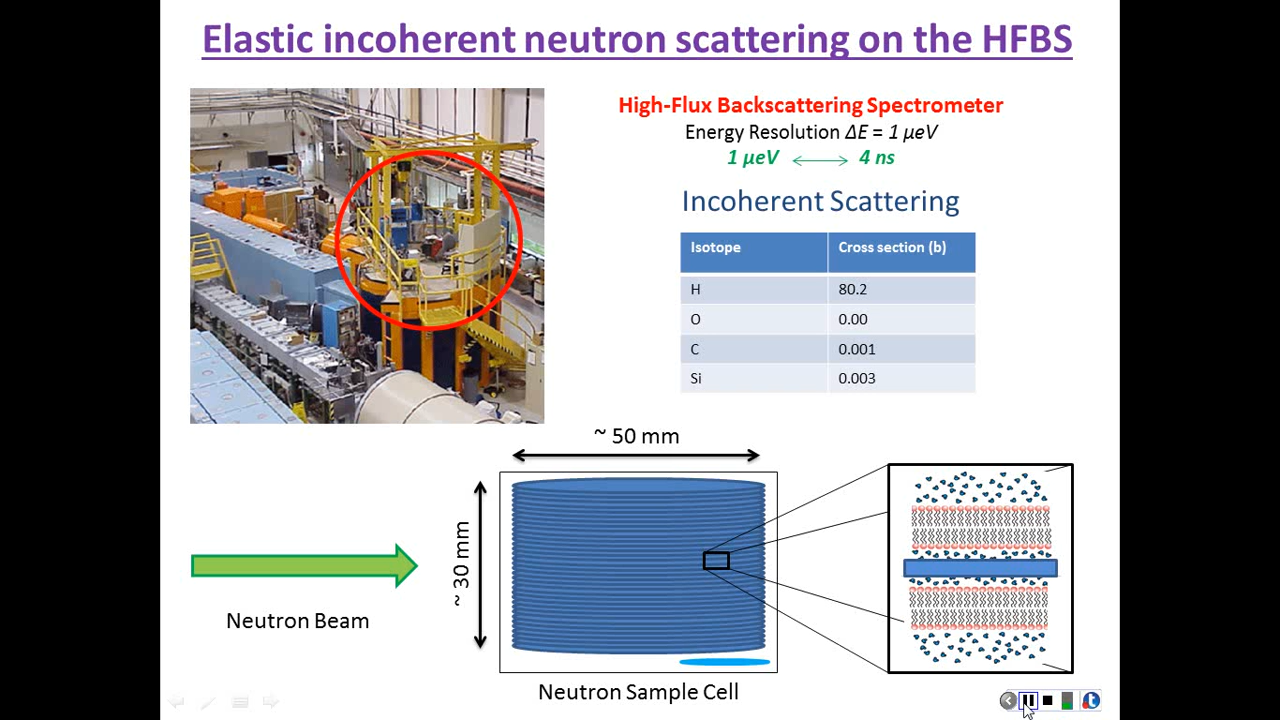 Elastic incoherent neutron scattering on the HFBS
High-Flux Backscattering Spectrometer
Energy Resolution ΔE = 1 μeV
1 μeV ⟷ 4 ns
Incoherent Scattering
Isotope Cross section (b)
H 80.2
O 0.00
C 0.001
Si 0.003
~ 50 mm
~ 30 mm
Neutron Beam
Neutron Sample Cell